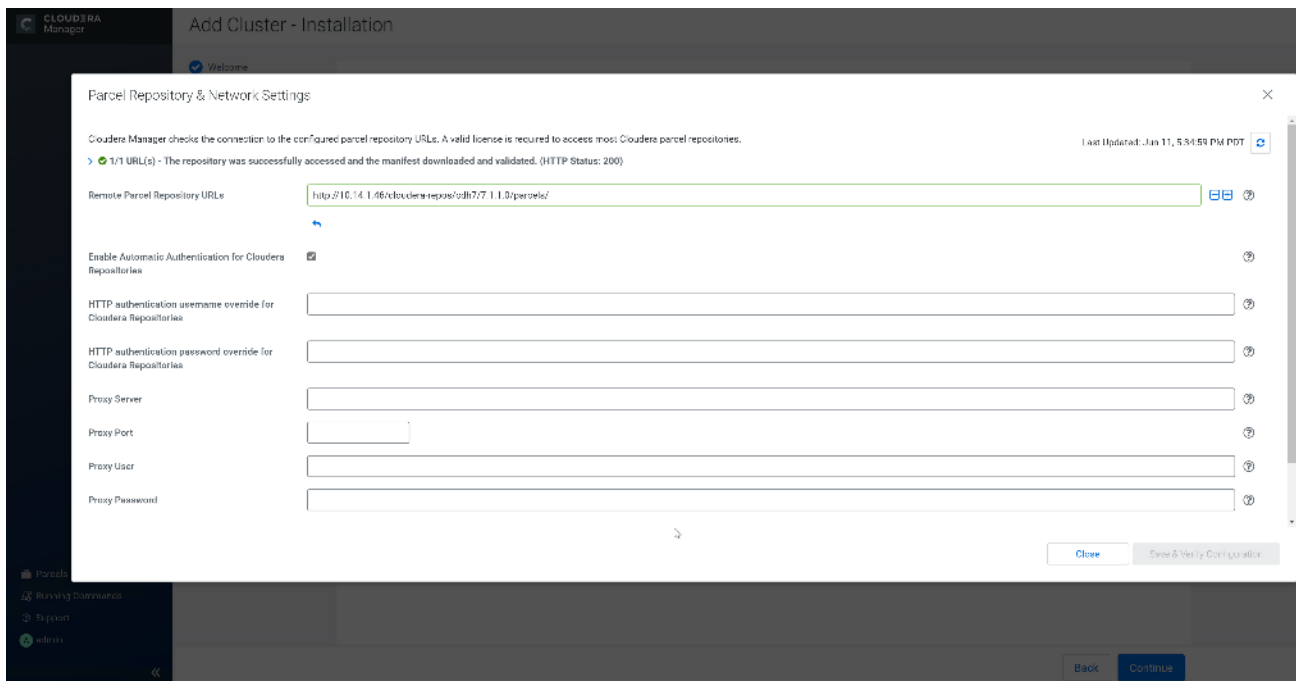 CLOUDERA
Manager
Add Cluster - Installation
Welcome
Parcel Repository & Network Settings
Cloudera Manager checks the connection to the configured parcel repository URLs. A valid license is required to access most Cloudera parcel repositories.
Last Updated: Jun 11, 5:34:59 PM PDT
1/1 URL(s) - The repository was successfully accessed and the manifest downloaded and validated. (HTTP Status: 200)
Remote Parcel Repository URLs
http://10.14.1.46/cloudera-repos/cdh7/7.1.1.0/parcels/
Enable Automatic Authentication for Cloudera
Repositories
HTTP authentication username override for
Cloudera Repositories
HTTP authentication password override for
Cloudera Repositories
Proxy Server
Proxy Port
Proxy User
Proxy Password
Close
Save & Verify Configuration
Parcels
Running Commands
Support
admin
Back
Continue